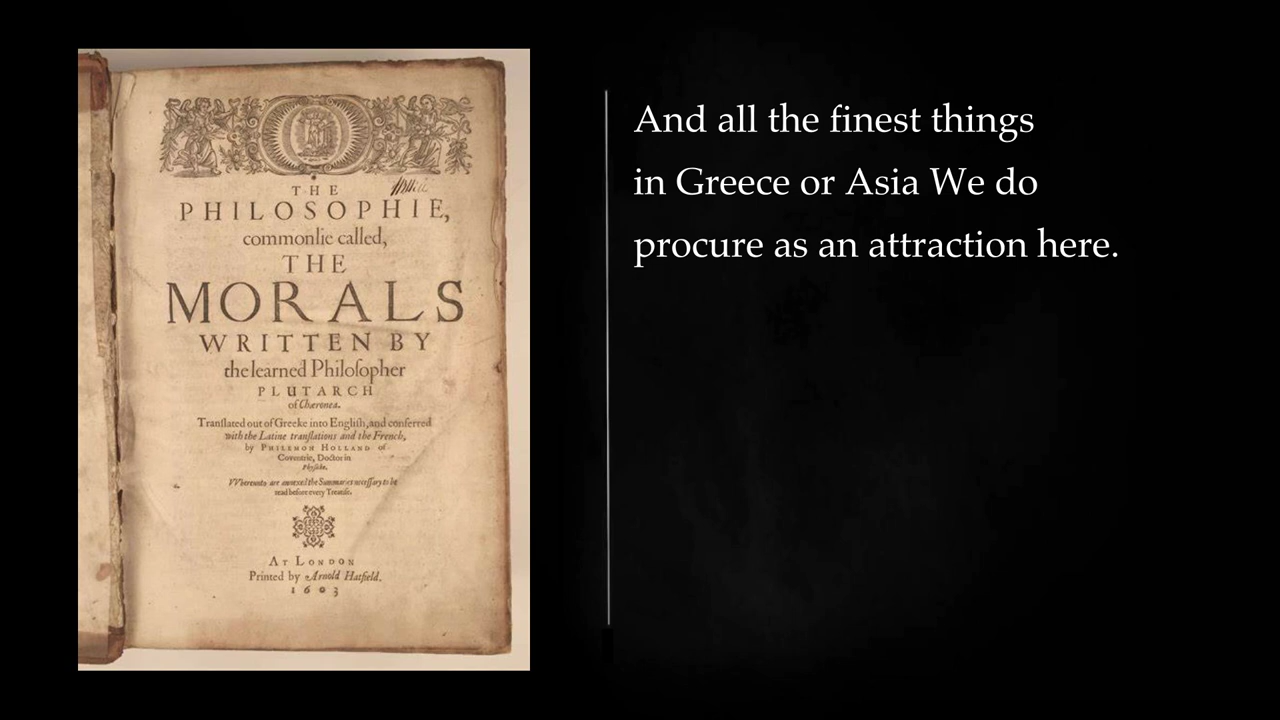 THE
PHILOSOPHIE,
commonlie called,
THE
MORALS
WRITTEN BY
the learned Philoſopher
PLUTARCH
of Chæronea.
Tranſlated out of Greeke into Engliſh, and conferred
with the Latine tranſlations and the French,
by PHILEMON HOLLAND of
Coventrie, Doctor in
Phyſicke.
VVhereunto are annexed the Summaries neceſſary to be
read before every Treatiſe.
AT LONDON
Printed by Arnold Hatfield.
1603
And all the finest things
in Greece or Asia We do
procure as an attraction here.